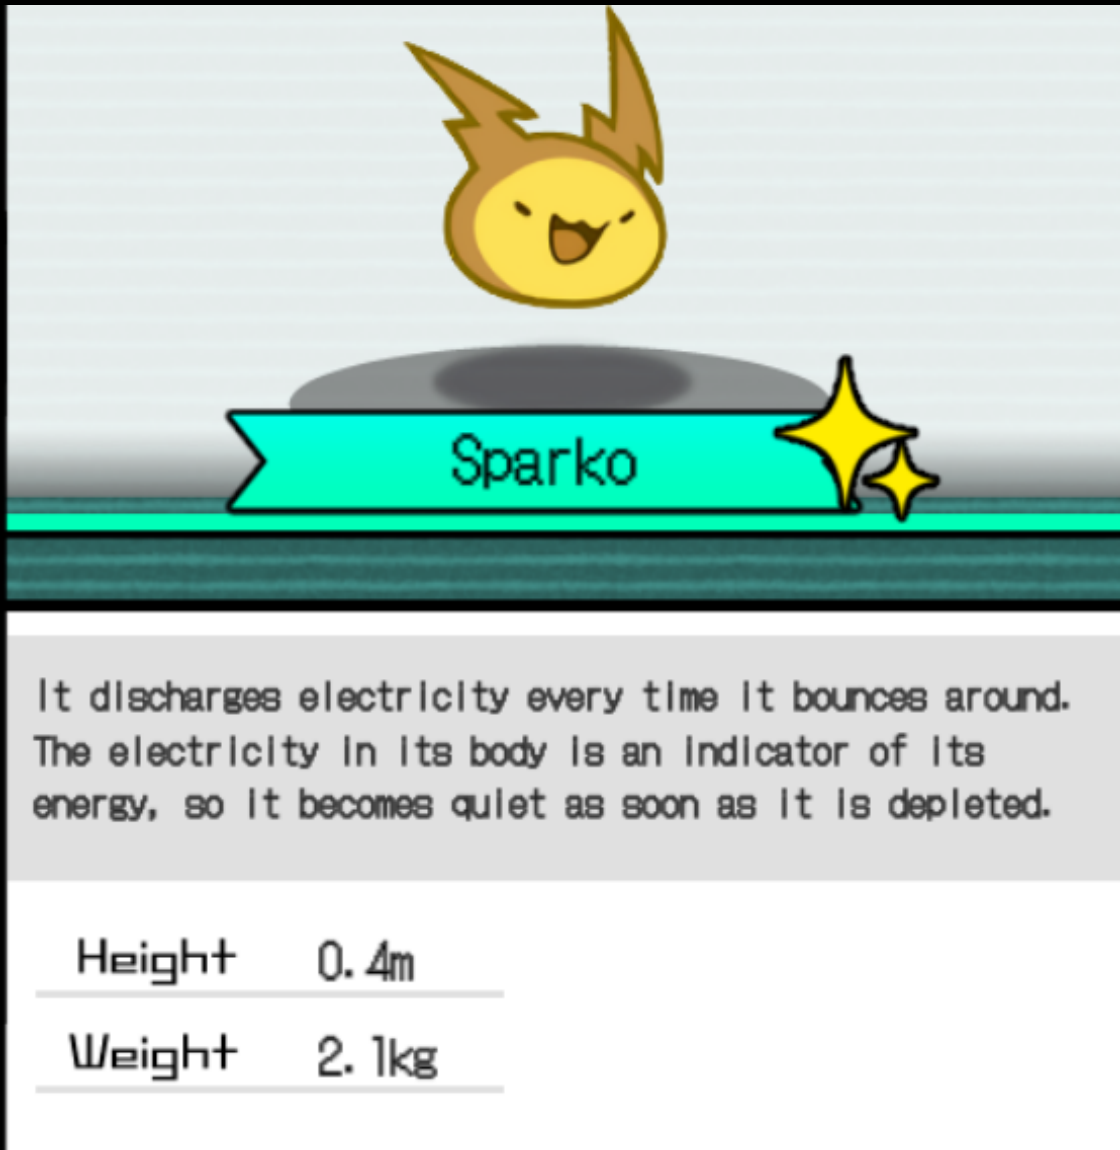 Sparko
It discharges electricity every time it bounces around.
The electricity in its body is an indicator of its
energy, so it becomes quiet as soon as it is depleted.
Height 0.4m
Weight 2.1kg